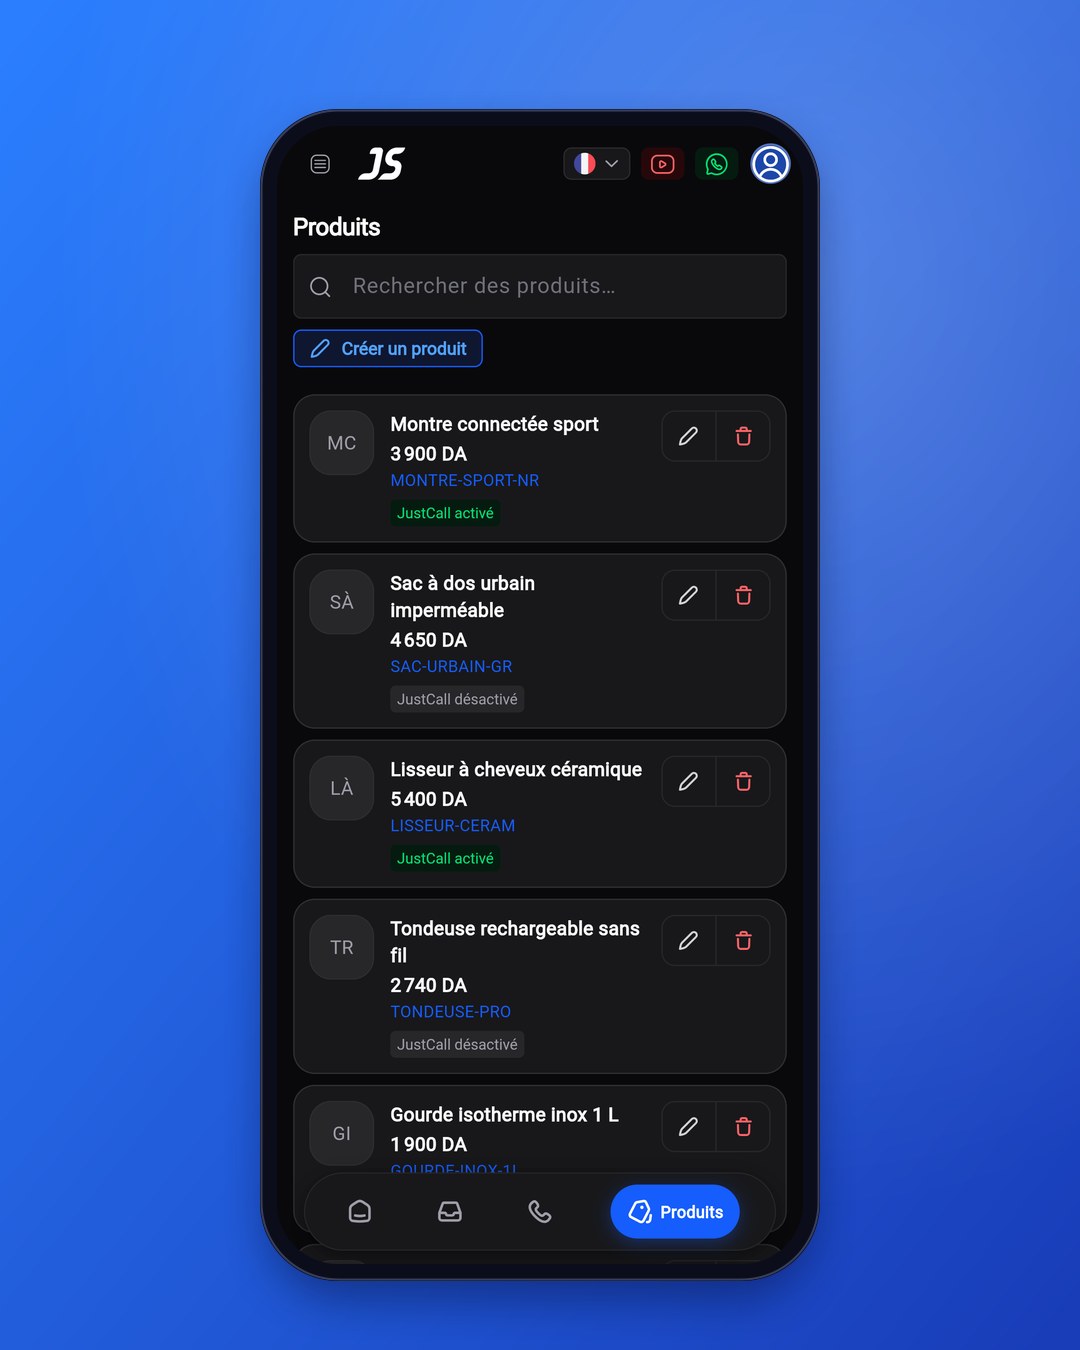 JS
Produits
Rechercher des produits...
Créer un produit
MC
Montre connectée sport
3 900 DA
MONTRE-SPORT-NR
JustCall activé
SÀ
Sac à dos urbain
imperméable
4 650 DA
SAC-URBAIN-GR
JustCall désactivé
LÀ
Lisseur à cheveux céramique
5 400 DA
LISSEUR-CERAM
JustCall activé
TR
Tondeuse rechargeable sans
fil
2 740 DA
TONDEUSE-PRO
JustCall désactivé
GI
Gourde isotherme inox 1 L
1 900 DA
GOURDE-INOX-1L
Produits